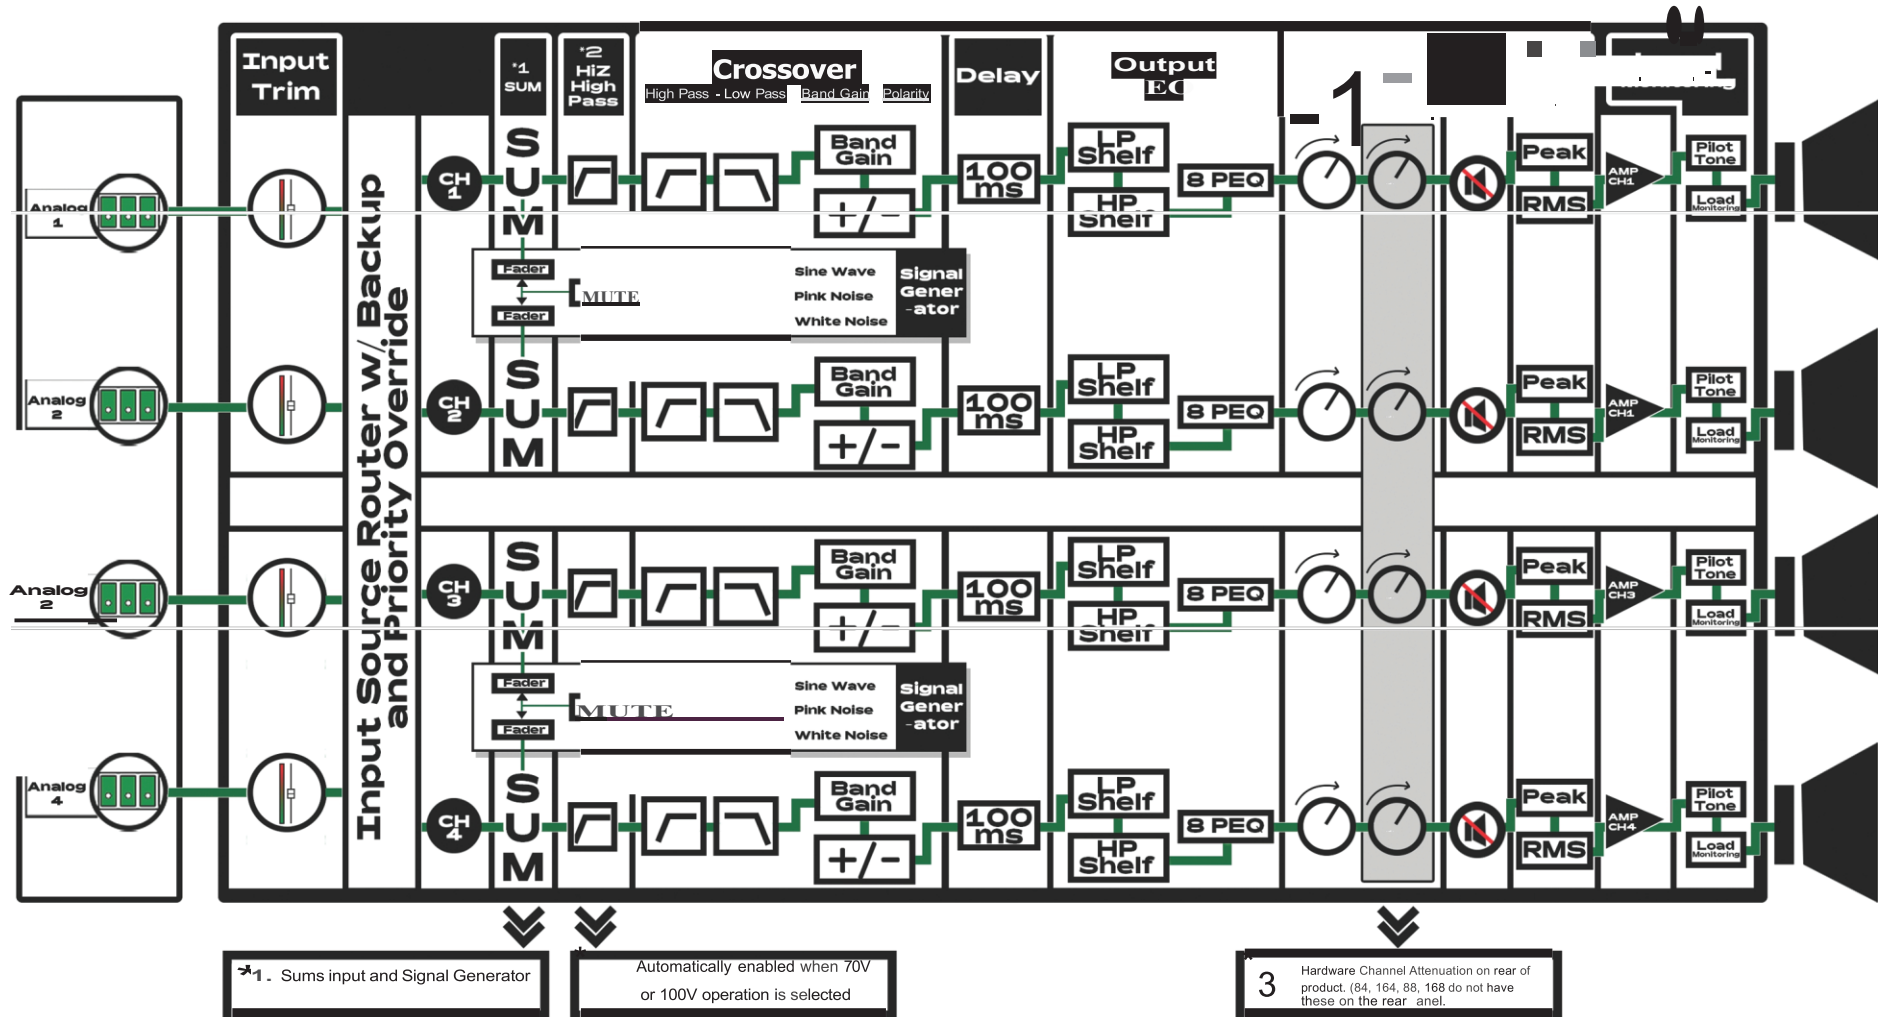 Input
Trim
*1
SUM
*2
HiZ
High
Pass
Crossover
High Pass - Low Pass Band Gain Polarity
Delay
Output
EC
1
Input Source Router w/ Backup
and Priority Override
Analog
1
CH
1
SUM
Band
Gain
+/-
100
ms
LP
Shelf
HP
Shelf
8 PEQ
Peak
RMS
AMP
CH1
Pilot
Tone
Load
Monitoring
Fader
MUTE
Fader
Sine Wave
Pink Noise
White Noise
Signal
Gener
-ator
Analog
2
CH
2
SUM
Band
Gain
+/-
100
ms
LP
Shelf
HP
Shelf
8 PEQ
Peak
RMS
AMP
CH1
Pilot
Tone
Load
Monitoring
Analog
2
CH
3
SUM
Band
Gain
+/-
100
ms
LP
Shelf
HP
Shelf
8 PEQ
Peak
RMS
AMP
CH3
Pilot
Tone
Load
Monitoring
Fader
MUTE
Fader
Sine Wave
Pink Noise
White Noise
Signal
Gener
-ator
Analog
4
CH
4
SUM
Band
Gain
+/-
100
ms
LP
Shelf
HP
Shelf
8 PEQ
Peak
RMS
AMP
CH4
Pilot
Tone
Load
Monitoring
*1. Sums input and Signal Generator
*
Automatically enabled when 70V
or 100V operation is selected
*
3
Hardware Channel Attenuation on rear of
product. (84, 164, 88, 168 do not have
these on the rear anel.